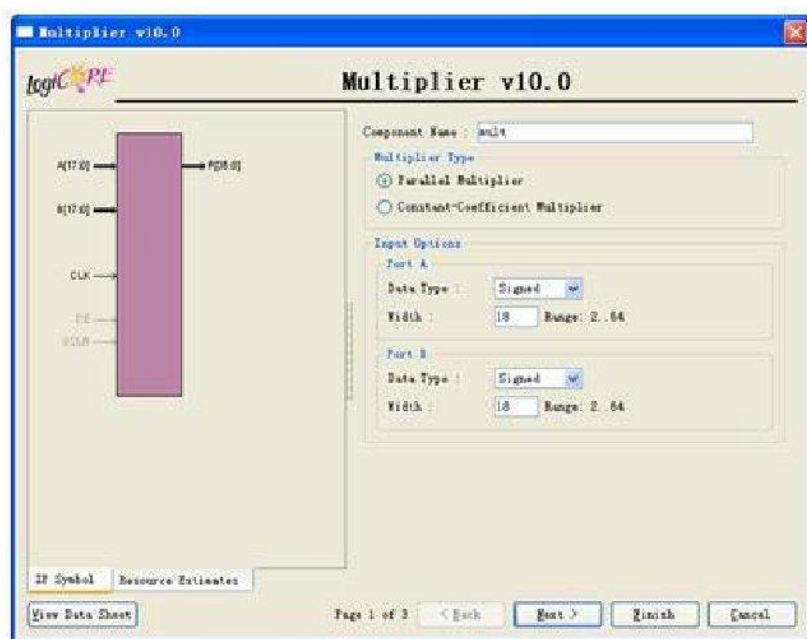 Multiplier v10.0
LogiCORE
Multiplier v10.0
A[17:0]
B[17:0]
CLK
P[35:0]
Component Name : mult
Multiplier Type
Parallel Multiplier
Constant-Coefficient Multiplier
Input Options
Port A
Data Type : Signed
Width : 18 Range: 2..64
Port B
Data Type : Signed
Width : 18 Range: 2..64
IP Symbol
Resource Estimates
View Data Sheet
Page 1 of 3
< Back
Next >
Finish
Cancel